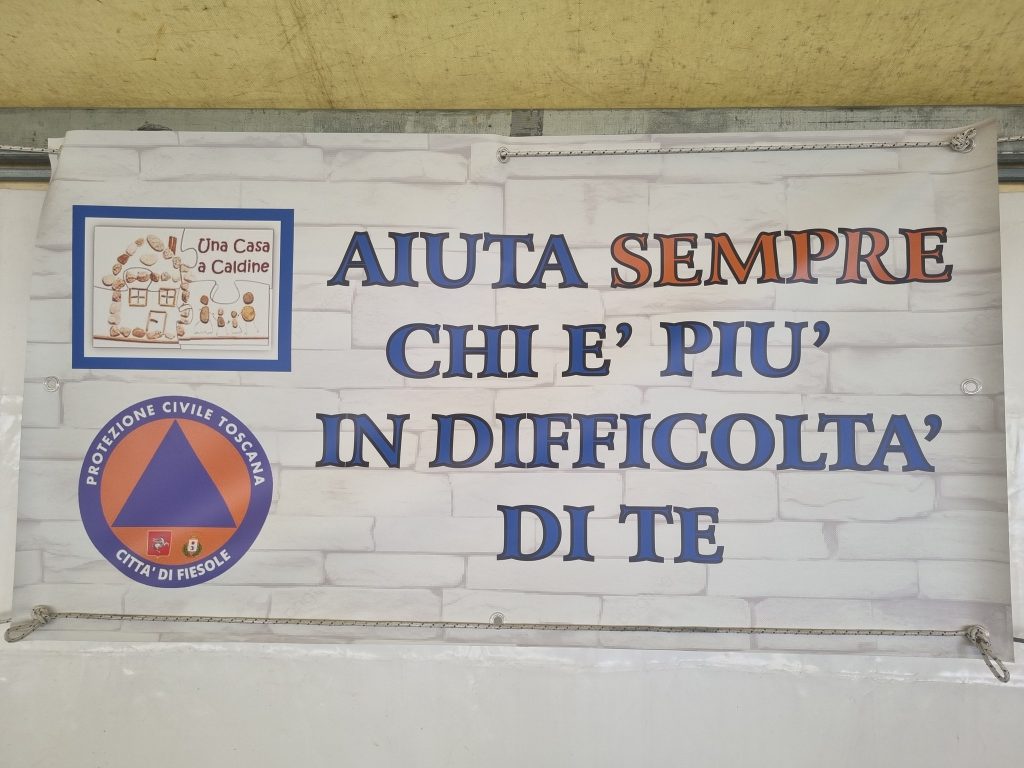 Una Casa
a Caldine
AIUTA SEMPRE
CHI E' PIU'
IN DIFFICOLTA'
DI TE
PROTEZIONE CIVILE TOSCANA
CITTA' DI FIESOLE